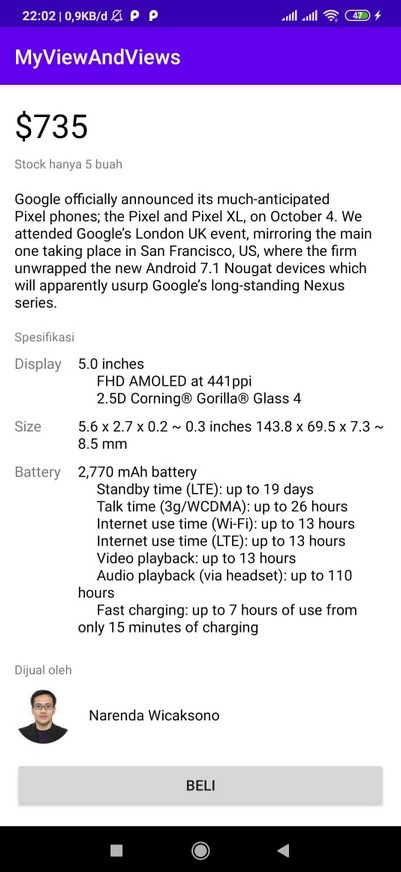 22:02 | 0,9KB/d
47
MyViewAndViews
$735
Stock hanya 5 buah
Google officially announced its much-anticipated
Pixel phones; the Pixel and Pixel XL, on October 4. We
attended Google's London UK event, mirroring the main
one taking place in San Francisco, US, where the firm
unwrapped the new Android 7.1 Nougat devices which
will apparently usurp Google's long-standing Nexus
series.
Spesifikasi
Display 5.0 inches
FHD AMOLED at 441ppi
2.5D Corning® Gorilla® Glass 4
Size 5.6 x 2.7 x 0.2 ~ 0.3 inches 143.8 x 69.5 x 7.3 ~
8.5 mm
Battery 2,770 mAh battery
Standby time (LTE): up to 19 days
Talk time (3g/WCDMA): up to 26 hours
Internet use time (Wi-Fi): up to 13 hours
Internet use time (LTE): up to 13 hours
Video playback: up to 13 hours
Audio playback (via headset): up to 110
hours
Fast charging: up to 7 hours of use from
only 15 minutes of charging
Dijual oleh
Narenda Wicaksono
BELI